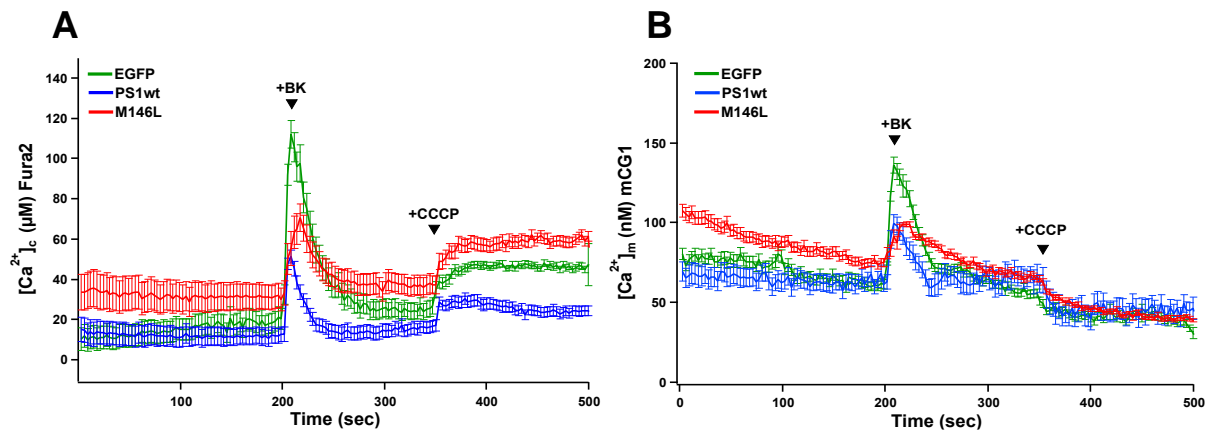 A
EGFP
PS1wt
M146L
+BK
+CCCP
[Ca²⁺]c (µM) Fura2
140
120
100
80
60
40
20
0
100
200
300
400
500
Time (sec)
B
EGFP
PS1wt
M146L
+BK
+CCCP
[Ca²⁺]m (nM) mCG1
200
150
100
50
0
0
100
200
300
400
500
Time (sec)